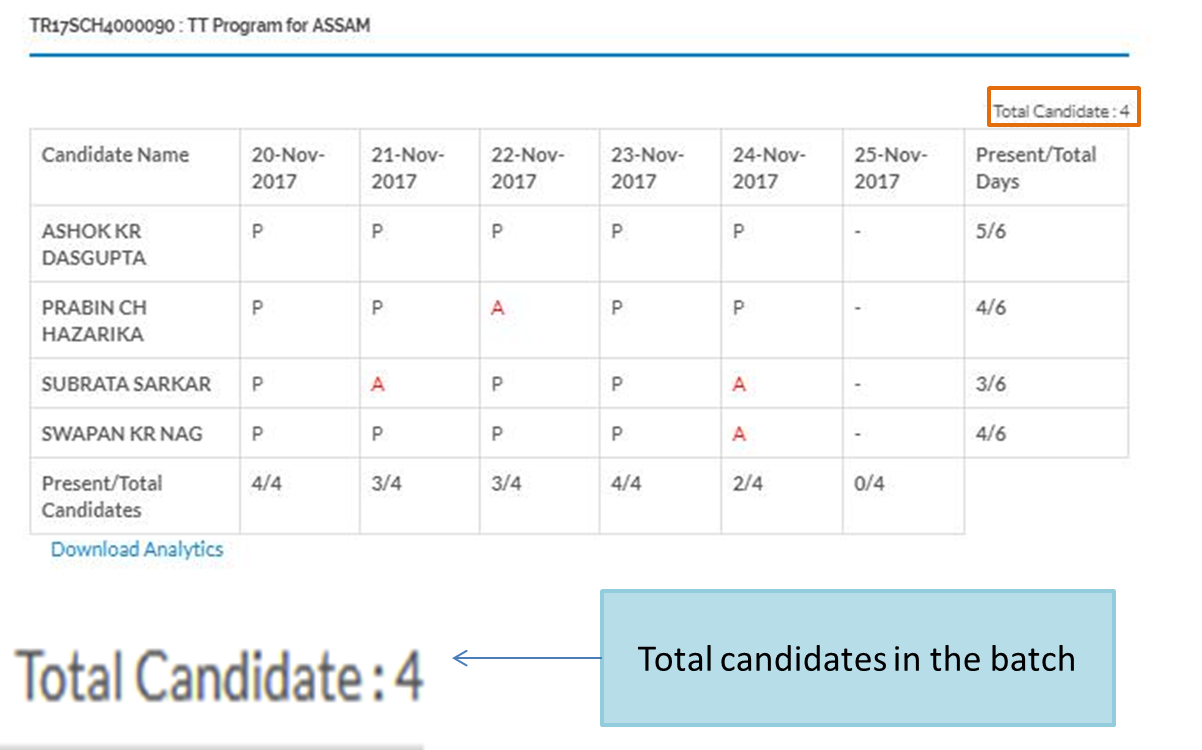 TR17SCH4000090 : TT Program for ASSAM
Total Candidate : 4
Candidate Name 20-Nov-2017 21-Nov-2017 22-Nov-2017 23-Nov-2017 24-Nov-2017 25-Nov-2017 Present/Total Days
ASHOK KR DASGUPTA P P P P P - 5/6
PRABIN CH HAZARIKA P P A P P - 4/6
SUBRATA SARKAR P A P P A - 3/6
SWAPAN KR NAG P P P P A - 4/6
Present/Total Candidates 4/4 3/4 3/4 4/4 2/4 0/4
Download Analytics
Total Candidate : 4
Total candidates in the batch